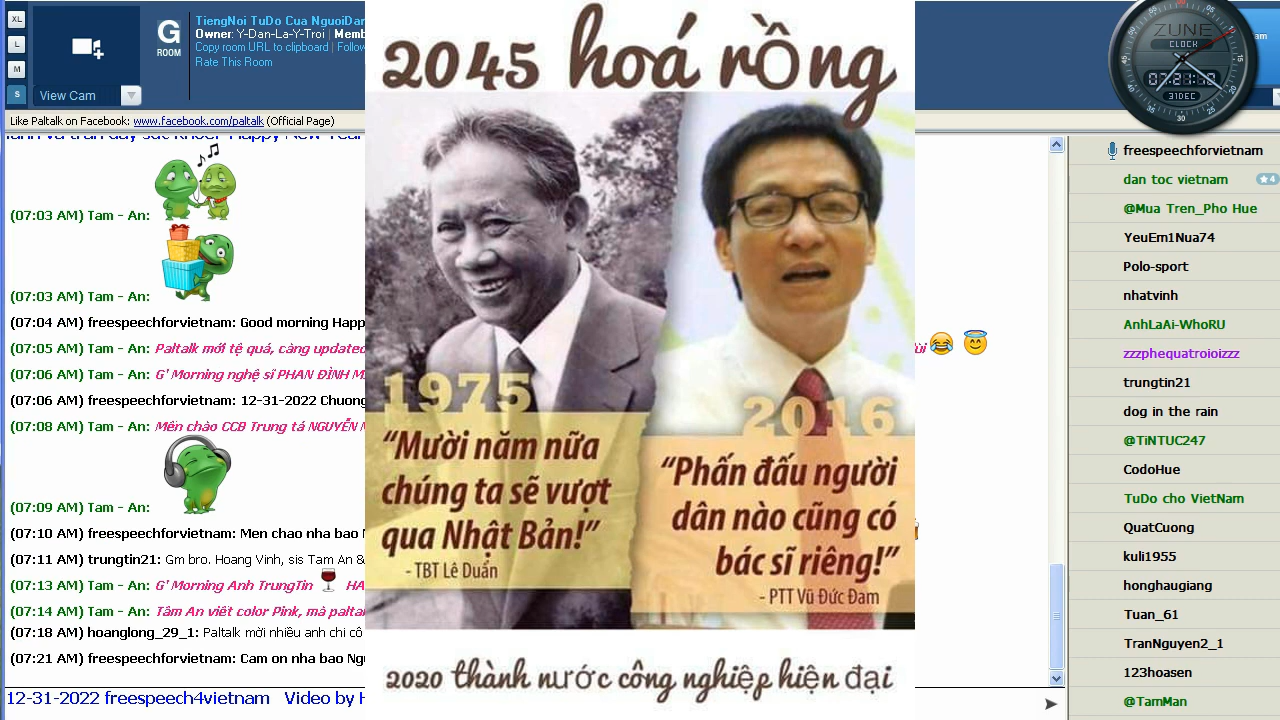 XL
L
M
S
View Cam
G
ROOM
TiengNoi TuDo Cua NguoiDan
Owner: Y-Dan-La-Y-Troi | Memb
Copy room URL to clipboard | Follow
Rate This Room
Like Paltalk on Facebook: www.facebook.com/paltalk (Official Page)
(07:03 AM) Tam - An:
(07:03 AM) Tam - An:
(07:04 AM) freespeechforvietnam: Good morning Happ
(07:05 AM) Tam - An: Paltalk mới tệ quá, càng updated
(07:06 AM) Tam - An: G' Morning nghệ sĩ PHAN ĐÌNH M
(07:06 AM) freespeechforvietnam: 12-31-2022 Chuong
(07:08 AM) Tam - An: Mến chào CCB Trung tá NGUYỄN
(07:09 AM) Tam - An:
(07:10 AM) freespeechforvietnam: Men chao nha bao
(07:11 AM) trungtin21: Gm bro. Hoang Vinh, sis Tam An &
(07:13 AM) Tam - An: G' Morning Anh TrungTin HA
(07:14 AM) Tam - An: Tâm An viết color Pink, mà palta
(07:18 AM) hoanglong_29_1: Paltalk mời nhiều anh chị cô
(07:21 AM) freespeechforvietnam: Cam on nha bao Ng
12-31-2022 freespeech4vietnam Video by H
2045 hoá rồng
1975
“Mười năm nữa
chúng ta sẽ vượt
qua Nhật Bản!”
- TBT Lê Duẩn
2016
“Phấn đấu người
dân nào cũng có
bác sĩ riêng!”
- PTT Vũ Đức Đam
2020 thành nước công nghiệp hiện đại
ZUNE
CLOCK
31DEC
30
freespeechforvietnam
dan toc vietnam
4
@Mua Tren_Pho Hue
YeuEm1Nua74
Polo-sport
nhatvinh
AnhLaAi-WhoRU
zzzphequatroioizzz
trungtin21
dog in the rain
@TiNTUC247
CodoHue
TuDo cho VietNam
QuatCuong
kuli1955
honghaugiang
Tuan_61
TranNguyen2_1
123hoasen
@TamMan